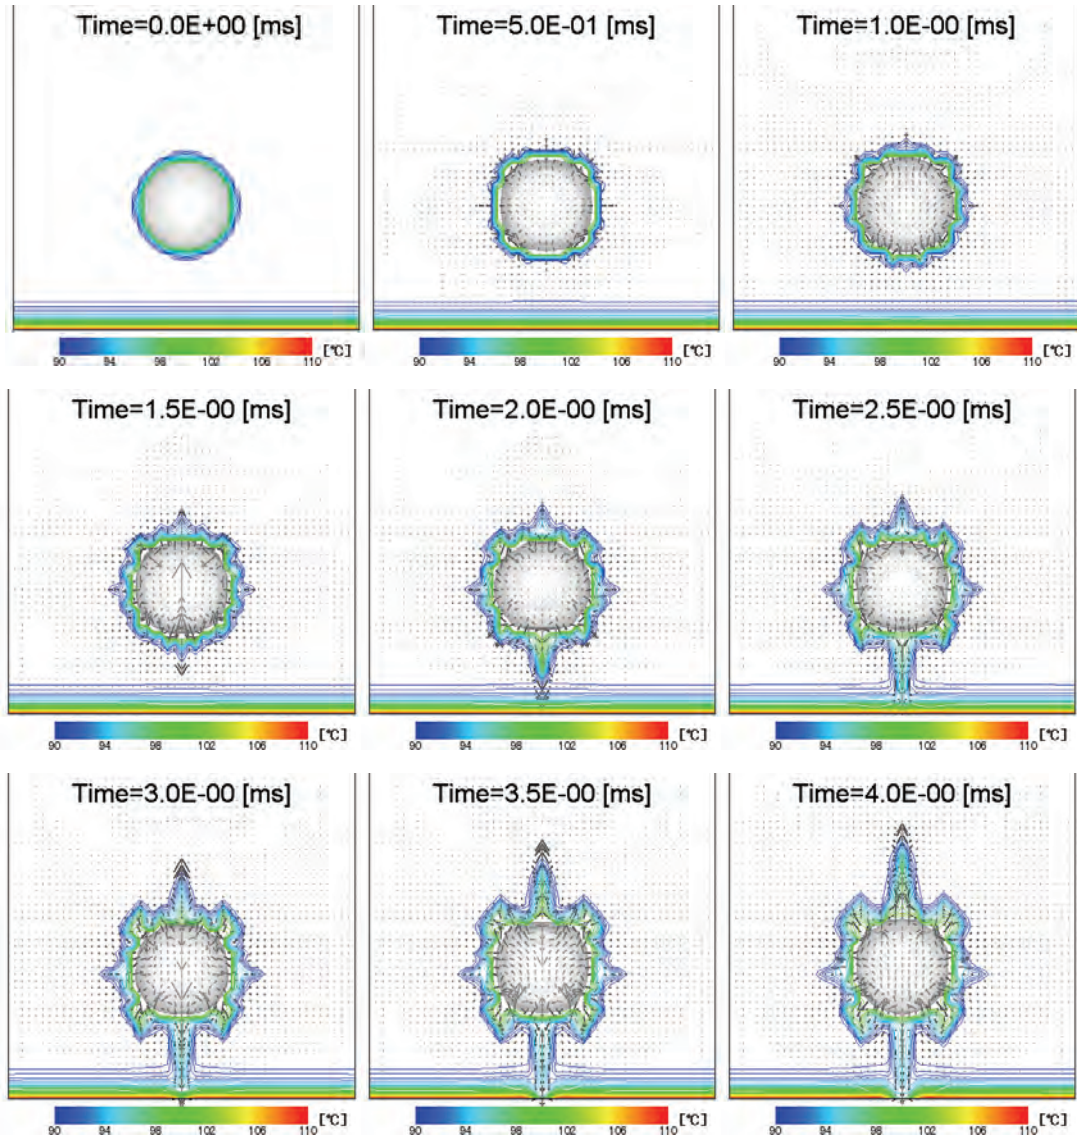 Time=0.0E+00 [ms] Time=5.0E-01 [ms] Time=1.0E-00 [ms]
90 94 98 102 106 110 [℃] 90 94 98 102 106 110 [℃] 90 94 98 102 106 110 [℃]
Time=1.5E-00 [ms] Time=2.0E-00 [ms] Time=2.5E-00 [ms]
90 94 98 102 106 110 [℃] 90 94 98 102 106 110 [℃] 90 94 98 102 106 110 [℃]
Time=3.0E-00 [ms] Time=3.5E-00 [ms] Time=4.0E-00 [ms]
90 94 98 102 106 110 [℃] 90 94 98 102 106 110 [℃] 90 94 98 102 106 110 [℃]